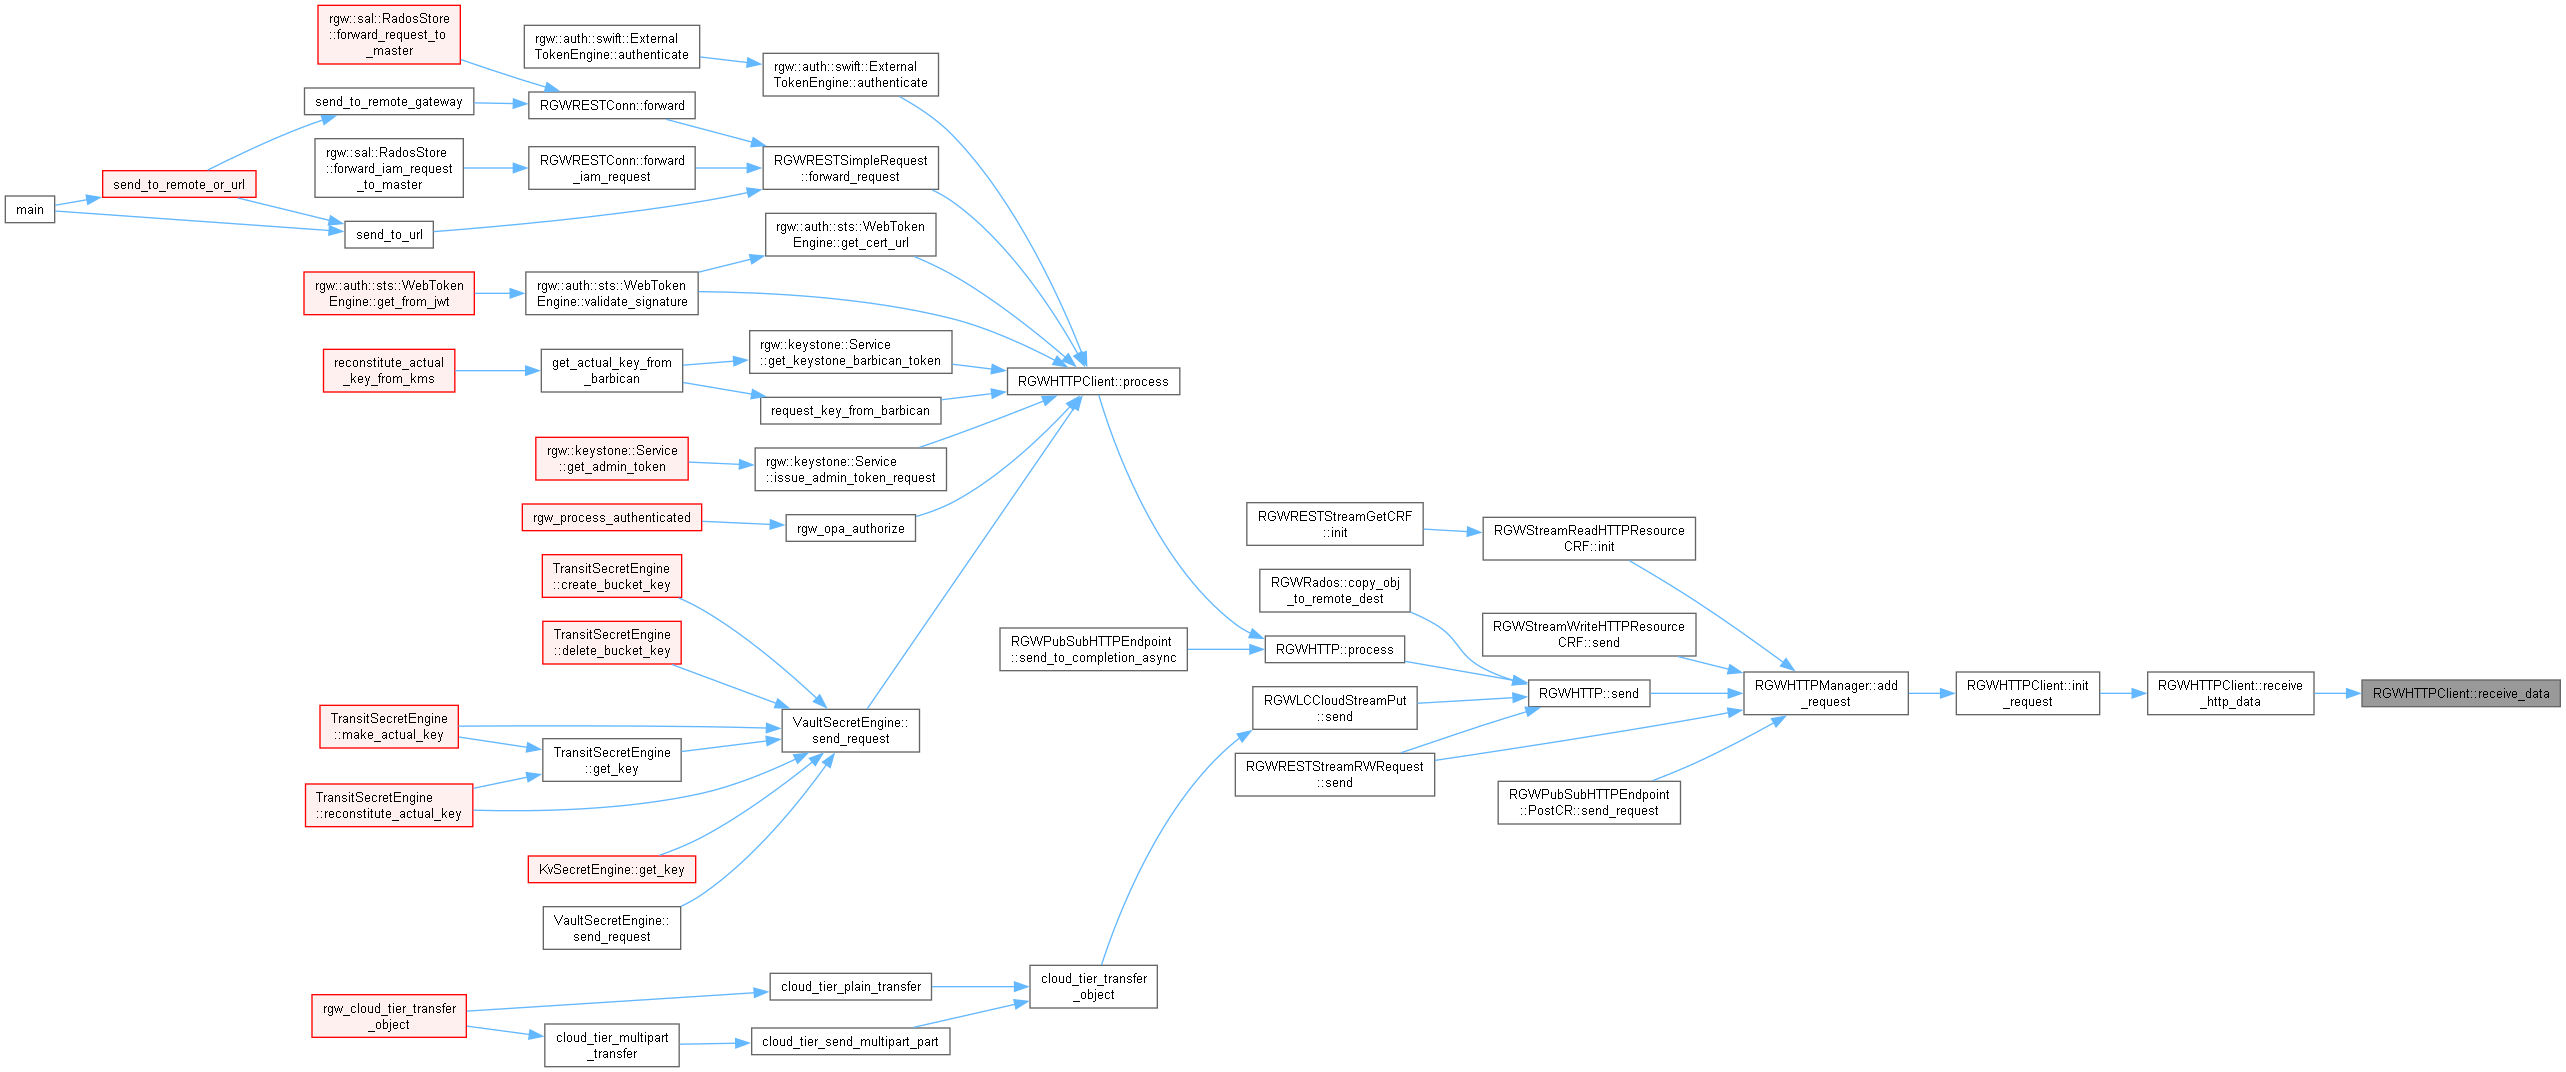 rgw::sal::RadosStore
::forward_request_to
_master
rgw::auth::swift::External
TokenEngine::authenticate
rgw::auth::swift::External
TokenEngine::authenticate
send_to_remote_gateway
RGWRESTConn::forward
rgw::sal::RadosStore
::forward_iam_request
_to_master
RGWRESTConn::forward
_iam_request
RGWRESTSimpleRequest
::forward_request
send_to_remote_or_url
main
send_to_url
rgw::auth::sts::WebToken
Engine::get_cert_url
rgw::auth::sts::WebToken
Engine::get_from_jwt
rgw::auth::sts::WebToken
Engine::validate_signature
reconstitute_actual
_key_from_kms
get_actual_key_from
_barbican
rgw::keystone::Service
::get_keystone_barbican_token
request_key_from_barbican
RGWHTTPClient::process
rgw::keystone::Service
::get_admin_token
rgw::keystone::Service
::issue_admin_token_request
rgw_process_authenticated
rgw_opa_authorize
TransitSecretEngine
::create_bucket_key
TransitSecretEngine
::delete_bucket_key
TransitSecretEngine
::make_actual_key
TransitSecretEngine
::get_key
TransitSecretEngine
::reconstitute_actual_key
VaultSecretEngine::
send_request
KvSecretEngine::get_key
VaultSecretEngine::
send_request
rgw_cloud_tier_transfer
_object
cloud_tier_plain_transfer
cloud_tier_multipart
_transfer
cloud_tier_send_multipart_part
cloud_tier_transfer
_object
RGWRESTStreamGetCRF
::init
RGWStreamReadHTTPResource
CRF::init
RGWRados::copy_obj
_to_remote_dest
RGWStreamWriteHTTPResource
CRF::send
RGWPubSubHTTPEndpoint
::send_to_completion_async
RGWHTTP::process
RGWHTTP::send
RGWLCCloudStreamPut
::send
RGWRESTStreamRWRequest
::send
RGWPubSubHTTPEndpoint
::PostCR::send_request
RGWHTTPManager::add
_request
RGWHTTPClient::init
_request
RGWHTTPClient::receive
_http_data
RGWHTTPClient::receive_data